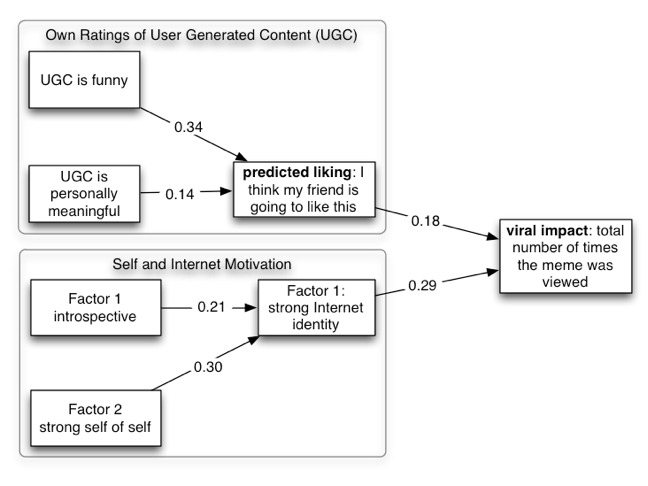 Own Ratings of User Generated Content (UGC)
UGC is funny
0.34
UGC is
personally
meaningful
0.14
predicted liking: I
think my friend is
going to like this
0.18
viral impact: total
number of times
the meme was
viewed
Self and Internet Motivation
Factor 1
introspective
0.21
Factor 1:
strong Internet
identity
0.29
0.30
Factor 2
strong self of self